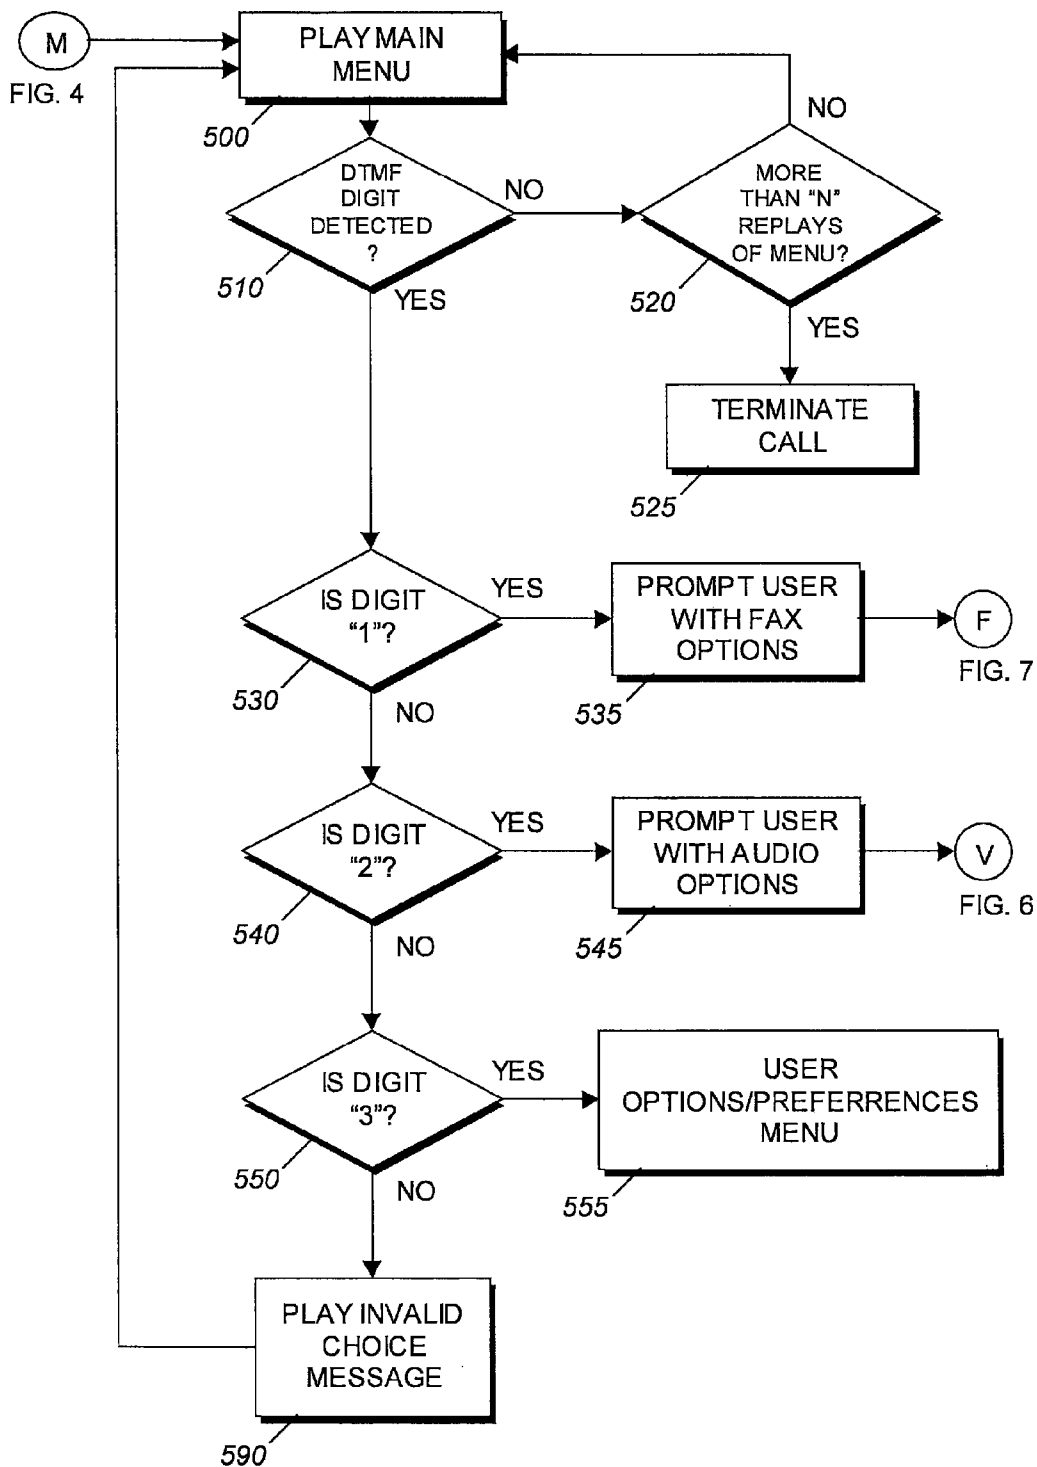 M
FIG. 4
PLAY MAIN
MENU
500
NO
DTMF
DIGIT
DETECTED
?
510
NO
YES
MORE
THAN "N"
REPLAYS
OF MENU?
520
YES
TERMINATE
CALL
525
IS DIGIT
"1"?
530
YES
NO
PROMPT USER
WITH FAX
OPTIONS
535
F
FIG. 7
IS DIGIT
"2"?
540
YES
NO
PROMPT USER
WITH AUDIO
OPTIONS
545
V
FIG. 6
IS DIGIT
"3"?
550
YES
NO
USER
OPTIONS/PREFERRENCES
MENU
555
PLAY INVALID
CHOICE
MESSAGE
590